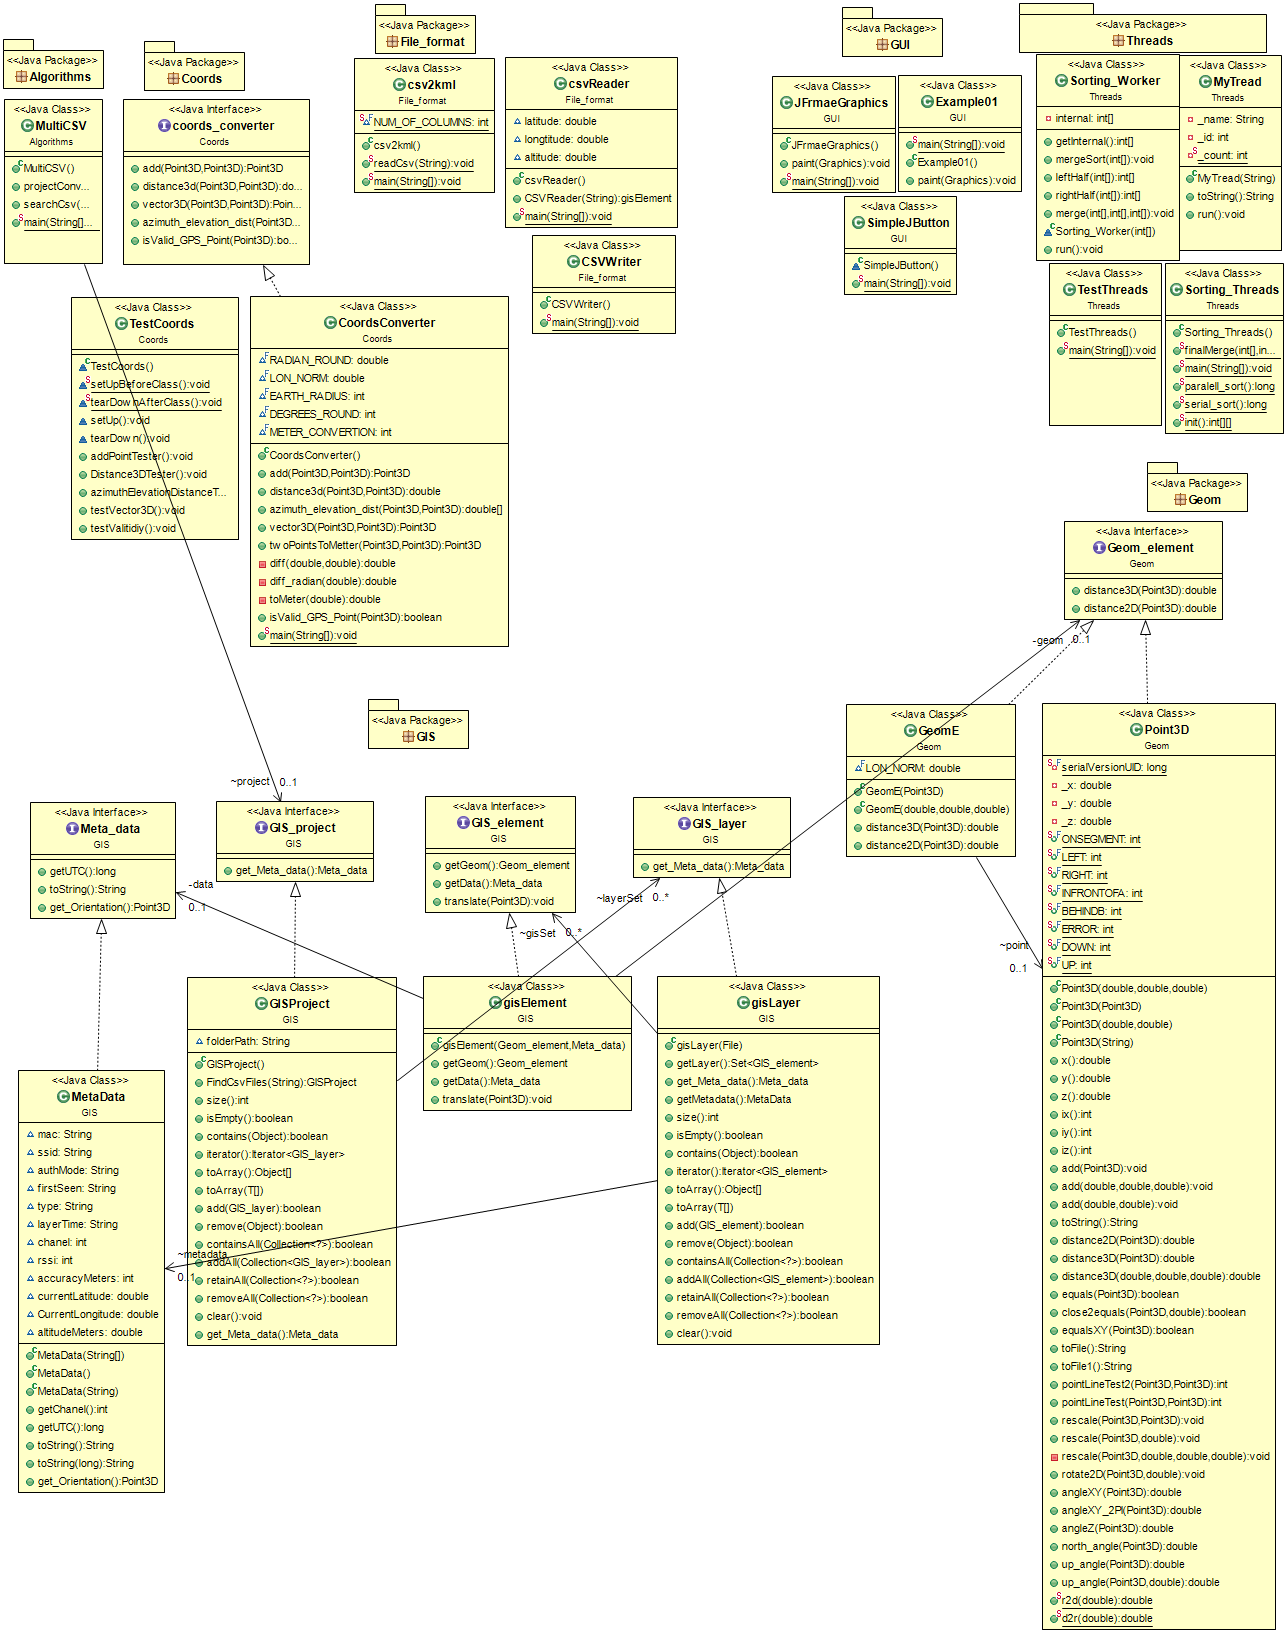 <<Java Package>>
Algorithms
<<Java Class>>
MultiCSV
Algorithms
MultiCSV()
projectConv...
searchCsv(...
main(String[]...
<<Java Package>>
Coords
<<Java Interface>>
coords_converter
Coords
add(Point3D,Point3D):Point3D
distance3d(Point3D,Point3D):do...
vector3D(Point3D,Point3D):Poin...
azimuth_elevation_dist(Point3D...
isValid_GPS_Point(Point3D):bo...
<<Java Class>>
TestCoords
Coords
TestCoords()
setUpBeforeClass():void
tearDownAfterClass():void
setUp():void
tearDown():void
addPointTester():void
Distance3DTester():void
azimuthElevationDistanceT...
testVector3D():void
testValitidiy():void
<<Java Class>>
CoordsConverter
Coords
RADIAN_ROUND: double
LON_NORM: double
EARTH_RADIUS: int
DEGREES_ROUND: int
METER_CONVERTION: int
CoordsConverter()
add(Point3D,Point3D):Point3D
distance3d(Point3D,Point3D):double
azimuth_elevation_dist(Point3D,Point3D):double[]
vector3D(Point3D,Point3D):Point3D
twoPointsToMetter(Point3D,Point3D):Point3D
diff(double,double):double
diff_radian(double):double
toMeter(double):double
isValid_GPS_Point(Point3D):boolean
main(String[]):void
<<Java Package>>
File_format
<<Java Class>>
csv2kml
File_format
NUM_OF_COLUMNS: int
csv2kml()
readCsv(String):void
main(String[]):void
<<Java Class>>
csvReader
File_format
latitude: double
longtitude: double
altitude: double
csvReader()
CSVReader(String):gisElement
main(String[]):void
<<Java Class>>
CSVWriter
File_format
CSVWriter()
main(String[]):void
<<Java Package>>
GUI
<<Java Class>>
JFrmaeGraphics
GUI
JFrmaeGraphics()
paint(Graphics):void
main(String[]):void
<<Java Class>>
Example01
GUI
main(String[]):void
Example01()
paint(Graphics):void
<<Java Class>>
SimpleJButton
GUI
SimpleJButton()
main(String[]):void
<<Java Package>>
Threads
<<Java Class>>
Sorting_Worker
Threads
internal: int[]
getInternal():int[]
mergeSort(int[]):void
leftHalf(int[]):int[]
rightHalf(int[]):int[]
merge(int[],int[],int[]):void
Sorting_Worker(int[])
run():void
<<Java Class>>
MyTread
Threads
_name: String
_id: int
_count: int
MyTread(String)
toString():String
run():void
<<Java Class>>
TestThreads
Threads
TestThreads()
main(String[]):void
<<Java Class>>
Sorting_Threads
Threads
Sorting_Threads()
finalMerge(int[],in...
main(String[]):void
paralell_sort():long
serial_sort():long
init():int[][]
<<Java Package>>
Geom
<<Java Interface>>
Geom_element
Geom
distance3D(Point3D):double
distance2D(Point3D):double
-geom
0..1
<<Java Class>>
GeomE
Geom
LON_NORM: double
GeomE(Point3D)
GeomE(double,double,double)
distance3D(Point3D):double
distance2D(Point3D):double
~point
0..1
<<Java Class>>
Point3D
Geom
serialVersionUID: long
_x: double
_y: double
_z: double
ONSEGMENT: int
LEFT: int
RIGHT: int
INFRONTOFA: int
BEHINDB: int
ERROR: int
DOWN: int
UP: int
Point3D(double,double,double)
Point3D(Point3D)
Point3D(double,double)
Point3D(String)
x():double
y():double
z():double
ix():int
iy():int
iz():int
add(Point3D):void
add(double,double,double):void
add(double,double):void
toString():String
distance2D(Point3D):double
distance3D(Point3D):double
distance3D(double,double,double):double
equals(Point3D):boolean
close2equals(Point3D,double):boolean
equalsXY(Point3D):boolean
toFile():String
toFile1():String
pointLineTest2(Point3D,Point3D):int
pointLineTest(Point3D,Point3D):int
rescale(Point3D,Point3D):void
rescale(Point3D,double):void
rescale(Point3D,double,double,double):void
rotate2D(Point3D,double):void
angleXY(Point3D):double
angleXY_2PI(Point3D):double
angleZ(Point3D):double
north_angle(Point3D):double
up_angle(Point3D):double
up_angle(Point3D,double):double
r2d(double):double
d2r(double):double
<<Java Package>>
GIS
~project
0..1
<<Java Interface>>
Meta_data
GIS
getUTC():long
toString():String
get_Orientation():Point3D
-data
0..1
<<Java Interface>>
GIS_project
GIS
get_Meta_data():Meta_data
<<Java Interface>>
GIS_element
GIS
getGeom():Geom_element
getData():Meta_data
translate(Point3D):void
~gisSet
0..*
<<Java Interface>>
GIS_layer
GIS
get_Meta_data():Meta_data
~layerSet
0..*
<<Java Class>>
MetaData
GIS
mac: String
ssid: String
authMode: String
firstSeen: String
type: String
layerTime: String
chanel: int
rssi: int
accuracyMeters: int
currentLatitude: double
CurrentLongitude: double
altitudeMeters: double
MetaData(String[])
MetaData()
MetaData(String)
getChanel():int
getUTC():long
toString():String
toString(long):String
get_Orientation():Point3D
~metadata
0..1
<<Java Class>>
GISProject
GIS
folderPath: String
GISProject()
FindCsvFiles(String):GISProject
size():int
isEmpty():boolean
contains(Object):boolean
iterator():Iterator<GIS_layer>
toArray():Object[]
toArray(T[])
add(GIS_layer):boolean
remove(Object):boolean
containsAll(Collection<?>):boolean
addAll(Collection<GIS_layer>):boolean
retainAll(Collection<?>):boolean
removeAll(Collection<?>):boolean
clear():void
get_Meta_data():Meta_data
<<Java Class>>
gisElement
GIS
gisElement(Geom_element,Meta_data)
getGeom():Geom_element
getData():Meta_data
translate(Point3D):void
<<Java Class>>
gisLayer
GIS
gisLayer(File)
getLayer():Set<GIS_element>
get_Meta_data():Meta_data
getMetadata():MetaData
size():int
isEmpty():boolean
contains(Object):boolean
iterator():Iterator<GIS_element>
toArray():Object[]
toArray(T[])
add(GIS_element):boolean
remove(Object):boolean
containsAll(Collection<?>):boolean
addAll(Collection<GIS_element>):boolean
retainAll(Collection<?>):boolean
removeAll(Collection<?>):boolean
clear():void